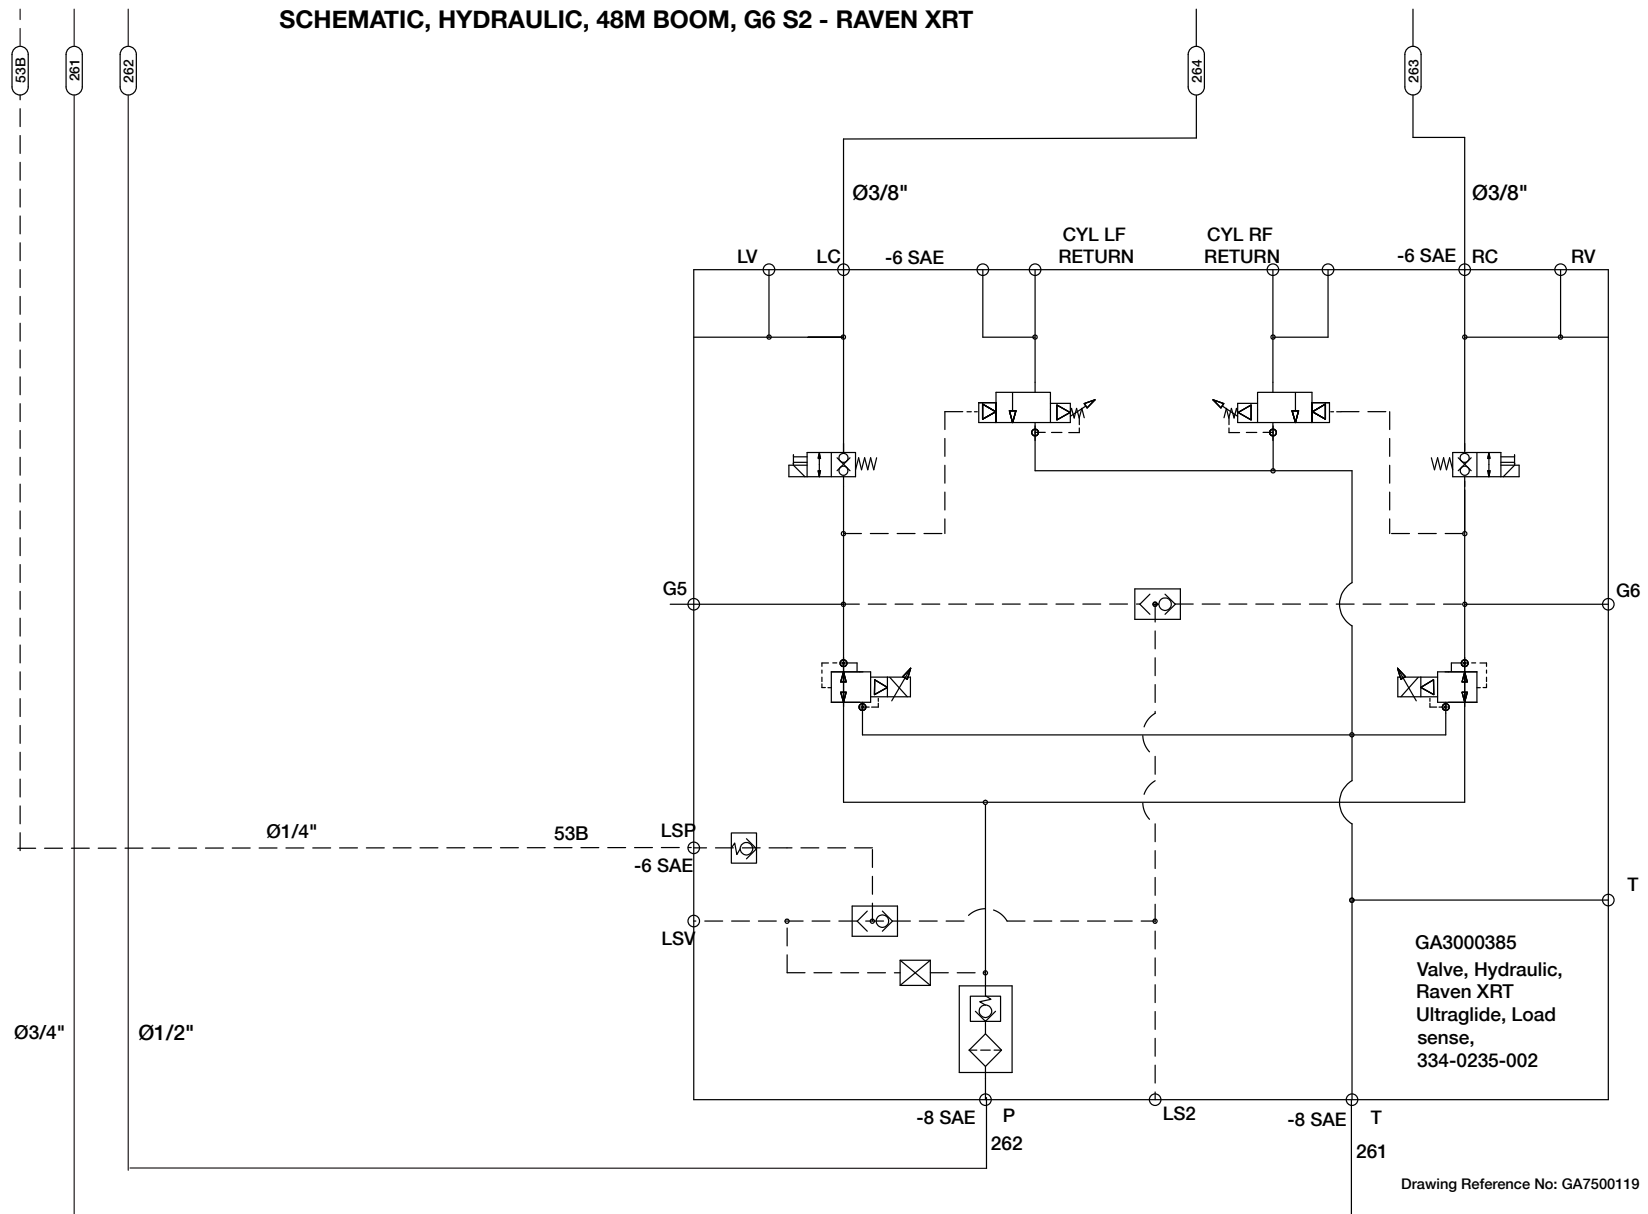 SCHEMATIC, HYDRAULIC, 48M BOOM, G6 S2 - RAVEN XRT
53B
261
262
264
263
Ø3/8"
Ø3/8"
LV
LC
-6 SAE
CYL LF
RETURN
CYL RF
RETURN
-6 SAE
RC
RV
G5
G6
Ø1/4"
53B
LSP
-6 SAE
LSV
T
Ø3/4"
Ø1/2"
GA3000385
Valve, Hydraulic,
Raven XRT
Ultraglide, Load
sense,
334-0235-002
-8 SAE
P
LS2
-8 SAE
T
262
261
Drawing Reference No: GA7500119